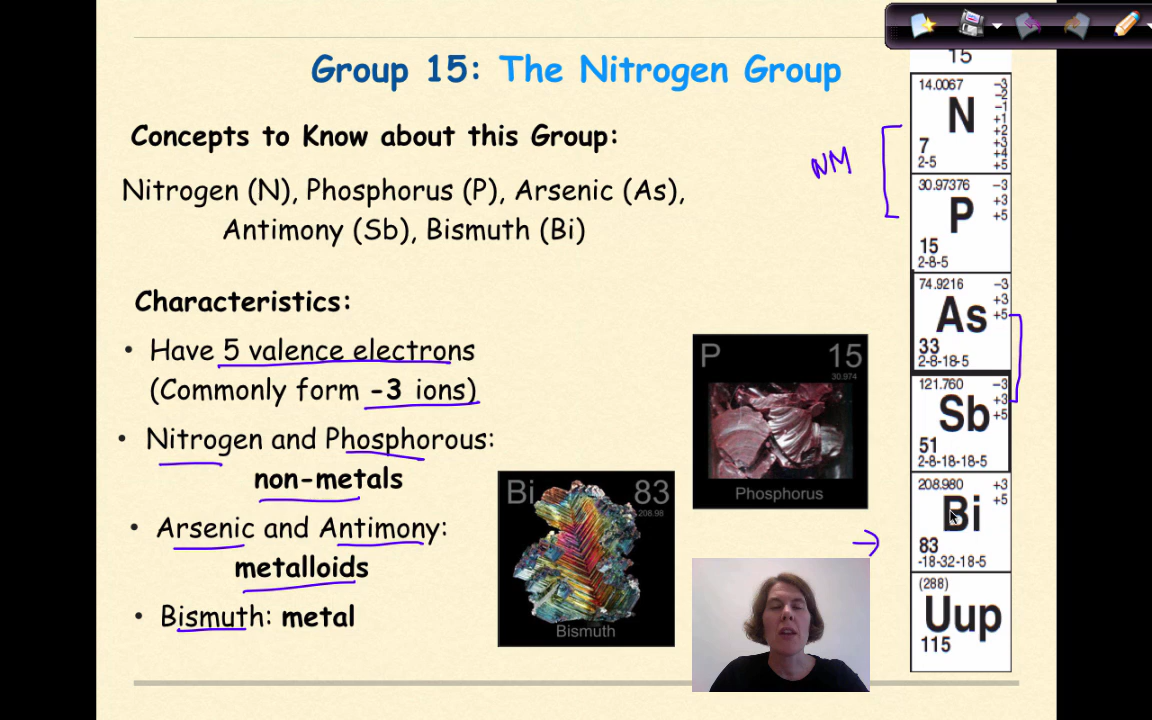 Group 15: The Nitrogen Group
Concepts to Know about this Group:
Nitrogen (N), Phosphorus (P), Arsenic (As),
Antimony (Sb), Bismuth (Bi)
Characteristics:
• Have 5 valence electrons
(Commonly form -3 ions)
• Nitrogen and Phosphorous:
non-metals
• Arsenic and Antimony:
metalloids
• Bismuth: metal
NM
P 15
30.974
Phosphorus
Bi 83
208.98
Bismuth
15
14.0067 -3
-2
-1
N +1
+2
7 +3
+4
2-5 +5
30.97376 -3
+3
P +5
15
2-8-5
74.9216 -3
+3
As +5
33
2-8-18-5
121.760 -3
+3
Sb +5
51
2-8-18-18-5
208.980 +3
+5
Bi
83
-18-32-18-5
(288)
Uup
115